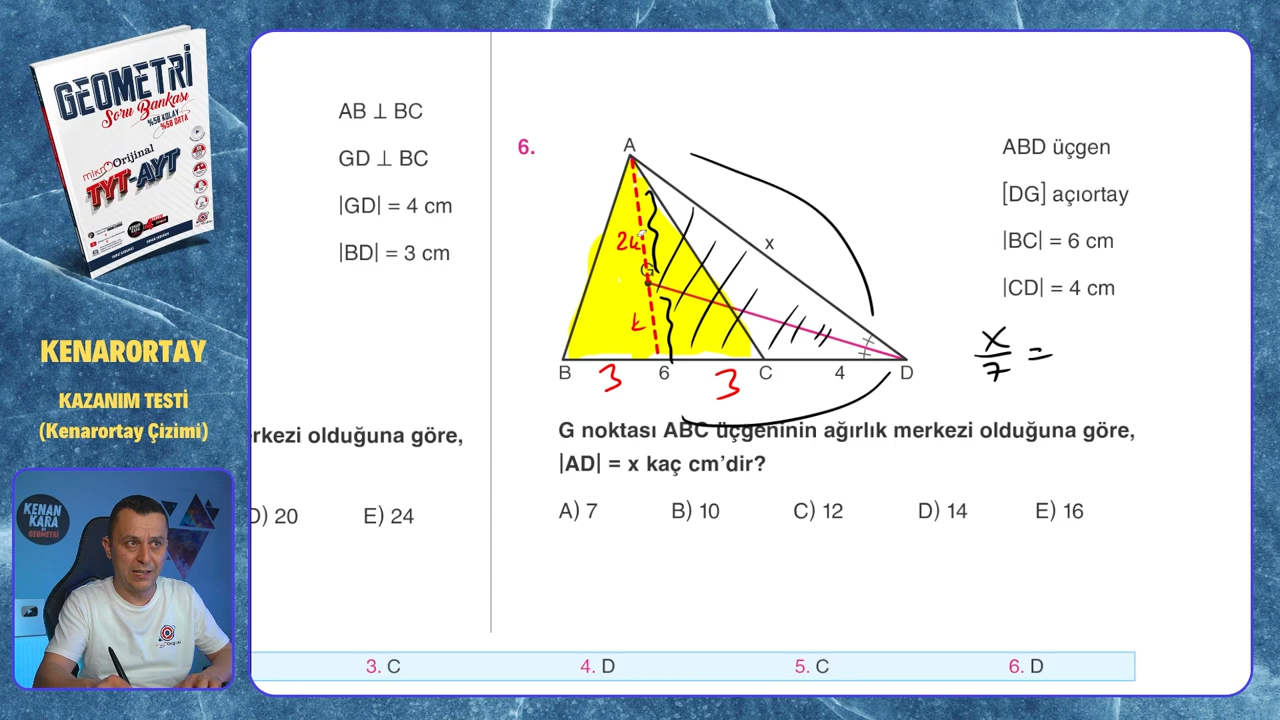 GEOMETRİ
Soru Bankası
%50 KOLAY
%50 ORTA
mikro Orijinal
TYT-AYT
KENARORTAY
KAZANIM TESTİ
(Kenarortay Çizimi)
KENAN
KARA
GEOMETRİ
AB ⊥ BC
GD ⊥ BC
|GD| = 4 cm
|BD| = 3 cm
rkezi olduğuna göre,
D) 20 E) 24
6.
A
x
2k
G
k
B 3 6 3 C 4 D
ABD üçgen
[DG] açıortay
|BC| = 6 cm
|CD| = 4 cm
x/7 =
G noktası ABC üçgeninin ağırlık merkezi olduğuna göre,
|AD| = x kaç cm’dir?
A) 7 B) 10 C) 12 D) 14 E) 16
3. C 4. D 5. C 6. D